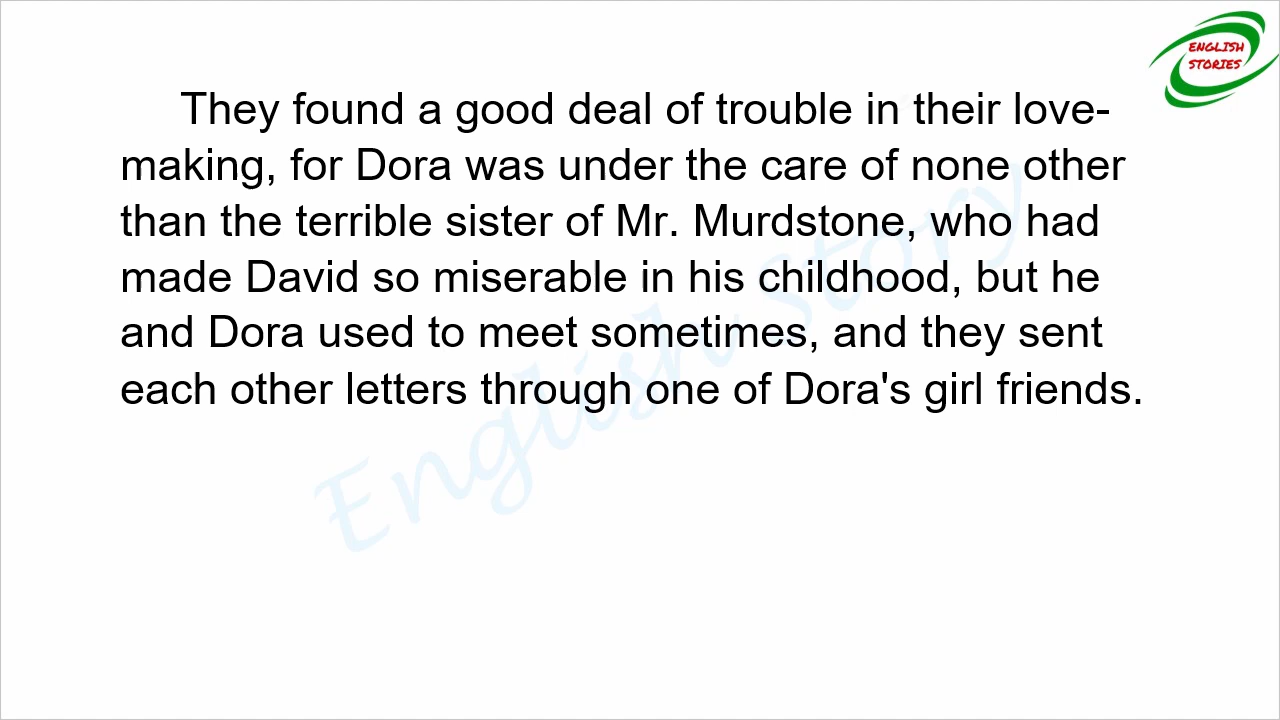 ENGLISH
STORIES
They found a good deal of trouble in their love-
making, for Dora was under the care of none other
than the terrible sister of Mr. Murdstone, who had
made David so miserable in his childhood, but he
and Dora used to meet sometimes, and they sent
each other letters through one of Dora's girl friends.
English Story